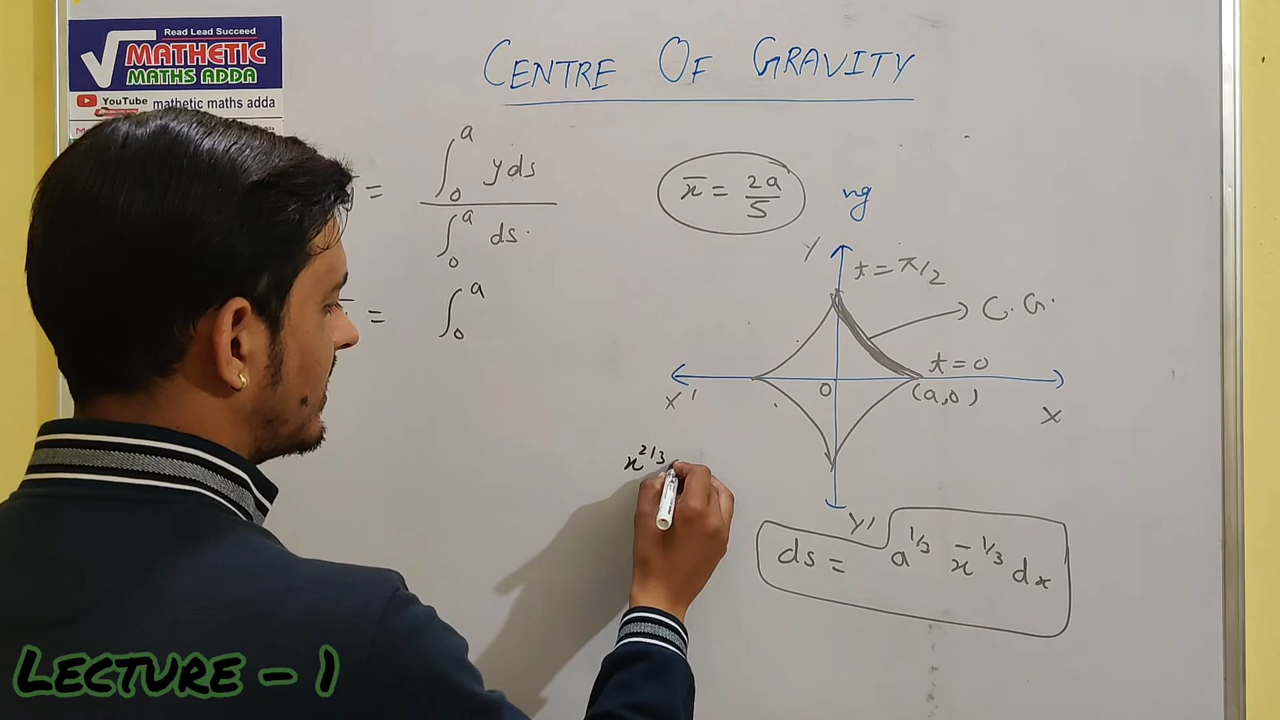 Read Lead Succeed
MATHETIC
MATHS ADDA
YouTube mathetic maths adda
CENTRE OF GRAVITY
= ∫₀ᵃ y ds / ∫₀ᵃ ds
= ∫₀ᵃ
x̄ = 2a/5
Y
t = π/2
C.G.
t = 0
X'
O
(a,0)
X
x^2/3
Y'
ds = a^1/3 x^-1/3 dx
LECTURE - 1